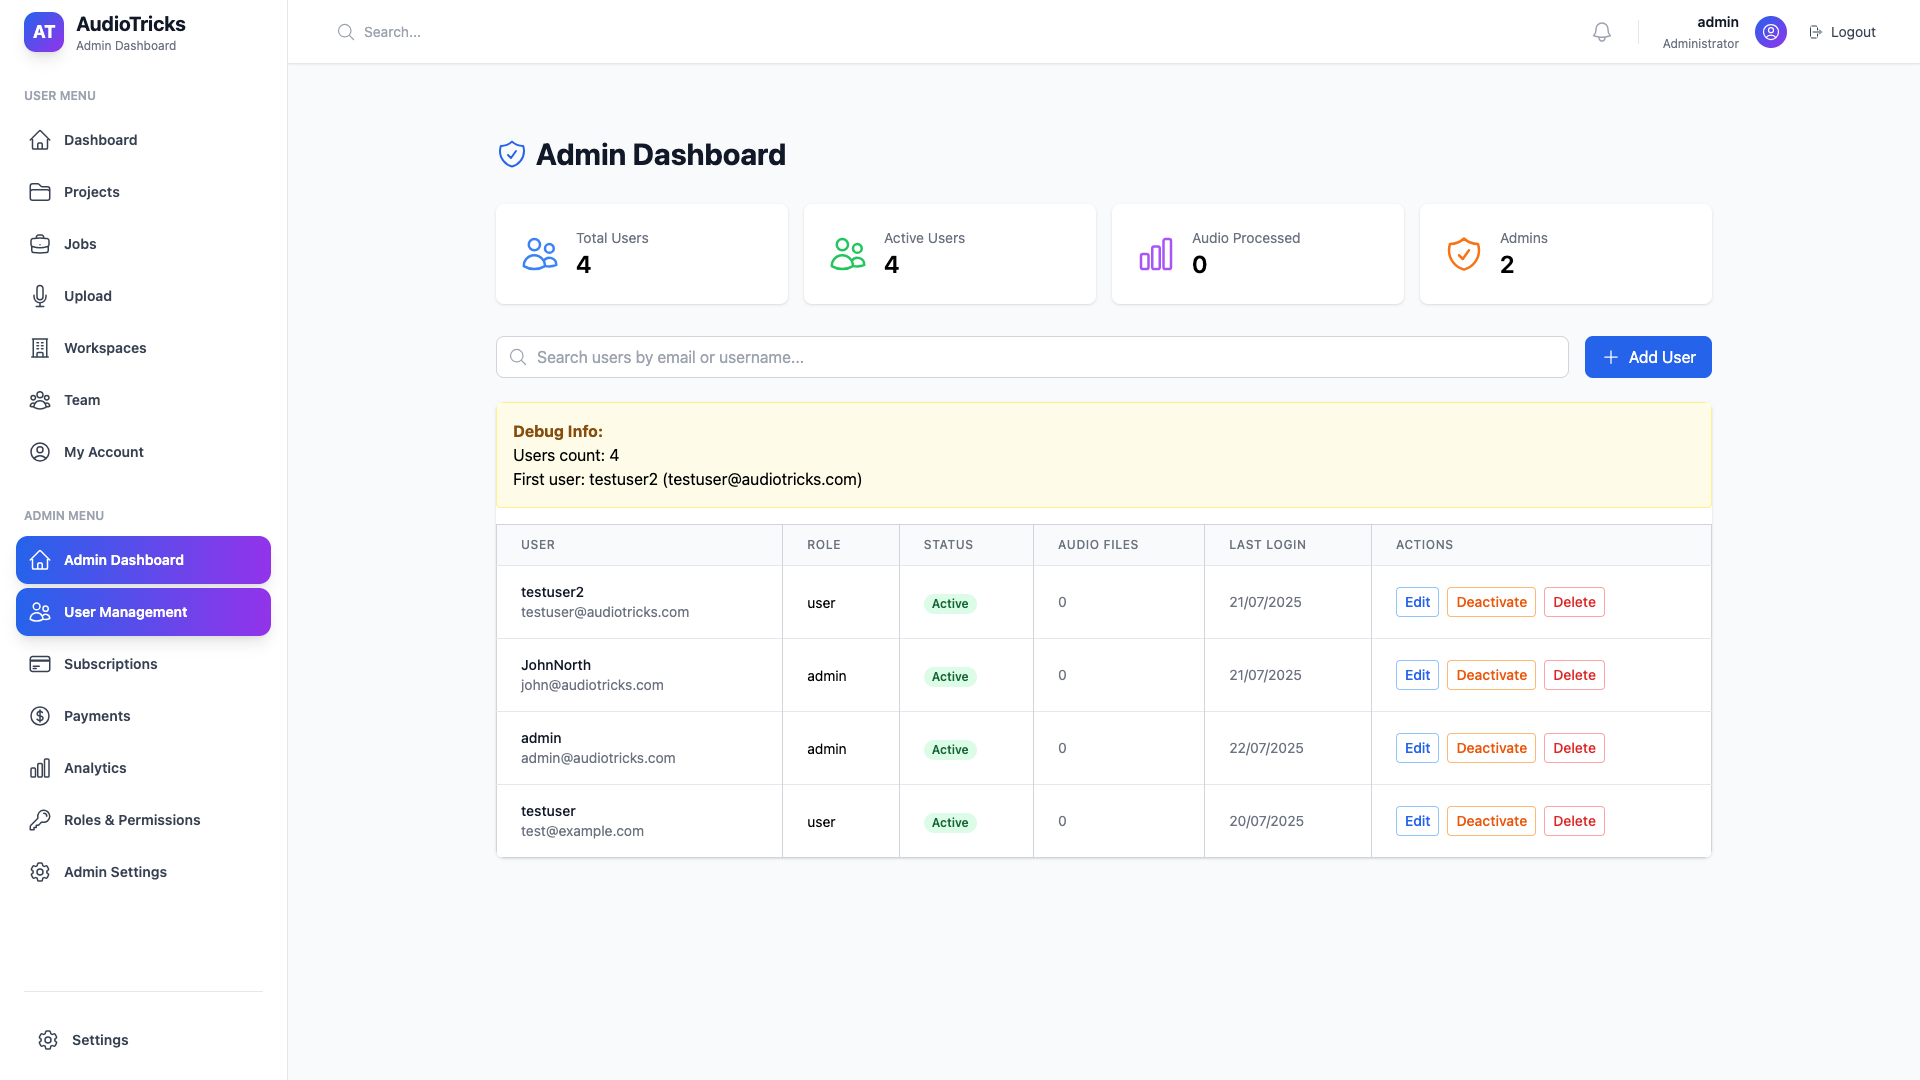 AT
AudioTricks
Admin Dashboard
USER MENU
Dashboard
Projects
Jobs
Upload
Workspaces
Team
My Account
ADMIN MENU
Admin Dashboard
User Management
Subscriptions
Payments
Analytics
Roles & Permissions
Admin Settings
Settings
Search...
admin
Administrator
Logout
Admin Dashboard
Total Users
4
Active Users
4
Audio Processed
0
Admins
2
Search users by email or username...
Add User
Debug Info:
Users count: 4
First user: testuser2 (testuser@audiotricks.com)
USER ROLE STATUS AUDIO FILES LAST LOGIN ACTIONS
testuser2
testuser@audiotricks.com
user Active 0 21/07/2025 Edit Deactivate Delete
JohnNorth
john@audiotricks.com
admin Active 0 21/07/2025 Edit Deactivate Delete
admin
admin@audiotricks.com
admin Active 0 22/07/2025 Edit Deactivate Delete
testuser
test@example.com
user Active 0 20/07/2025 Edit Deactivate Delete